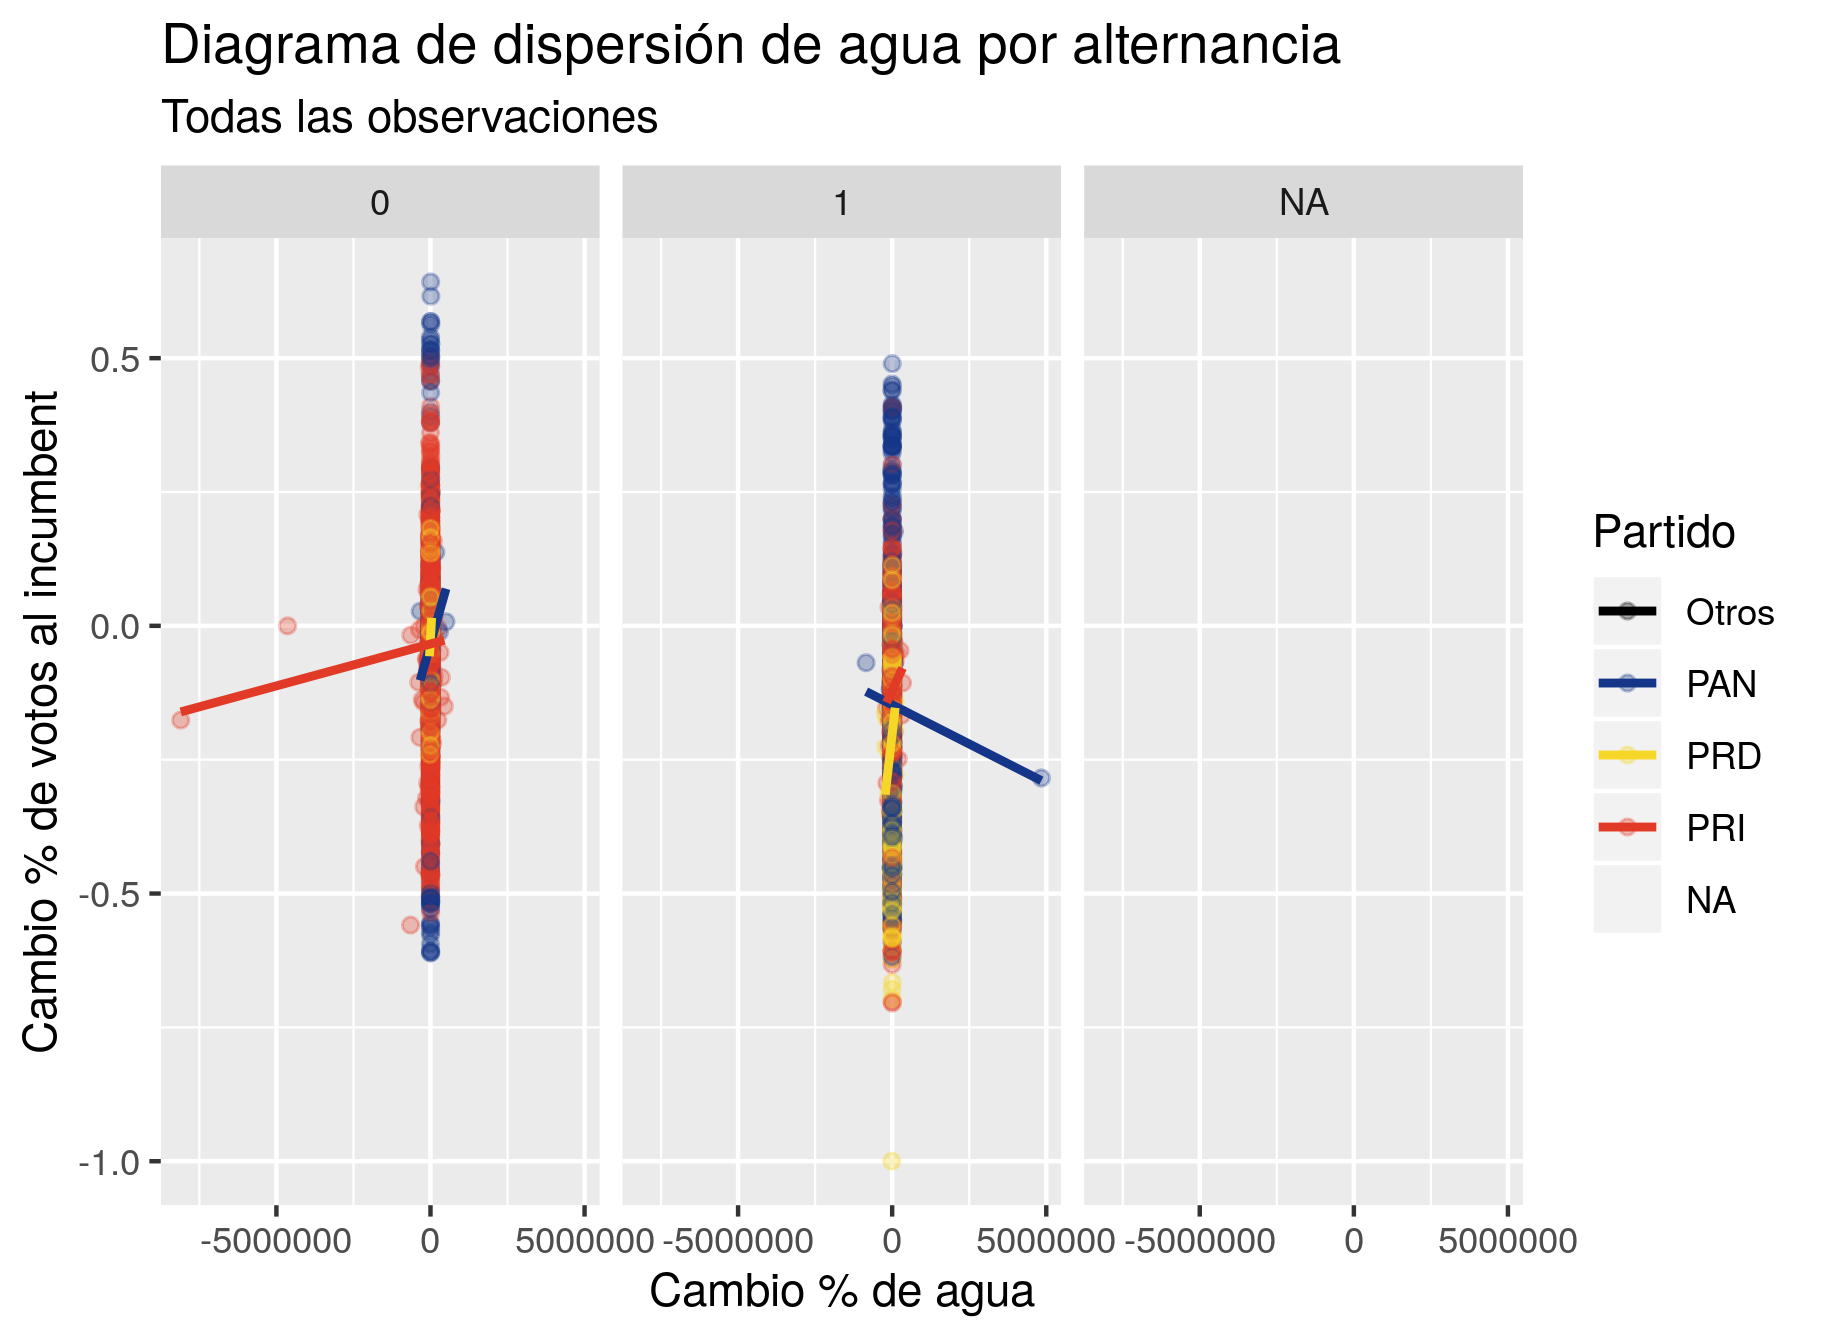 Diagrama de dispersión de agua por alternancia
Todas las observaciones
0
1
NA
0.5
0.0
-0.5
-1.0
Cambio % de votos al incumbent
-5000000
0
5000000
-5000000
0
5000000
-5000000
0
5000000
Cambio % de agua
Partido
Otros
PAN
PRD
PRI
NA